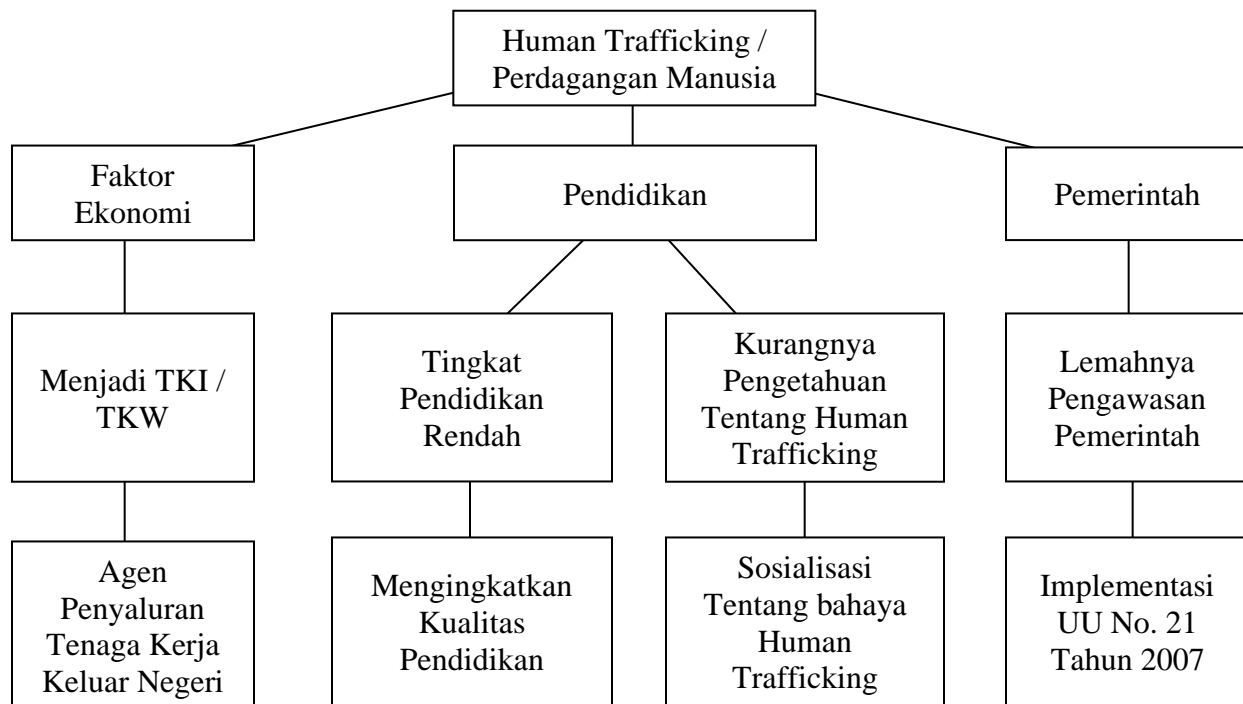 Human Trafficking /
Perdagangan Manusia
Faktor
Ekonomi
Pendidikan
Pemerintah
Menjadi TKI /
TKW
Tingkat
Pendidikan
Rendah
Kurangnya
Pengetahuan
Tentang Human
Trafficking
Lemahnya
Pengawasan
Pemerintah
Agen
Penyaluran
Tenaga Kerja
Keluar Negeri
Mengingkatkan
Kualitas
Pendidikan
Sosialisasi
Tentang bahaya
Human
Trafficking
Implementasi
UU No. 21
Tahun 2007